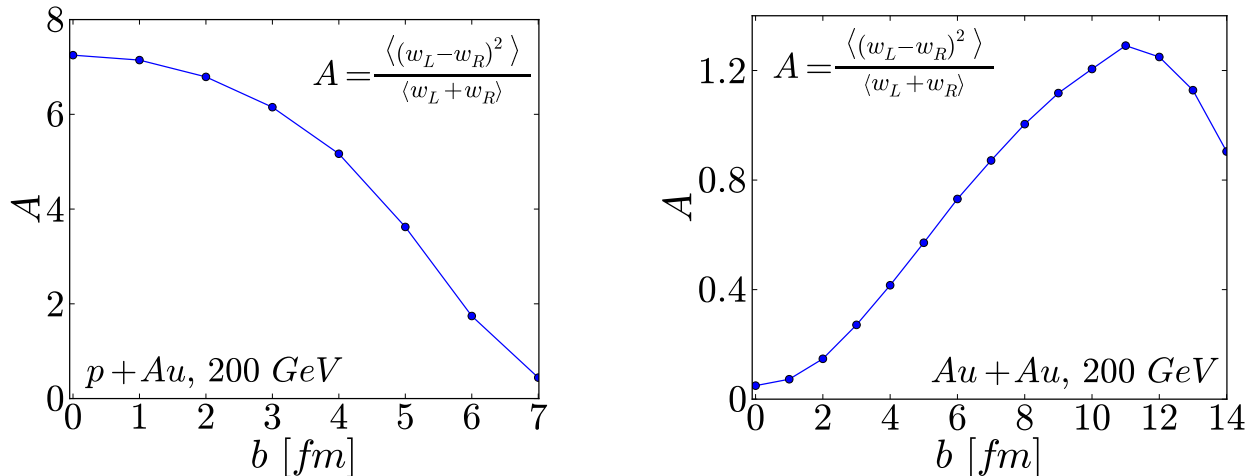 8
6
4
2
0
A
A = ⟨(w_L−w_R)^2⟩ / ⟨w_L+w_R⟩
p+Au, 200 GeV
0 1 2 3 4 5 6 7
b [fm]
1.2
0.8
0.4
0
A
A = ⟨(w_L−w_R)^2⟩ / ⟨w_L+w_R⟩
Au+Au, 200 GeV
0 2 4 6 8 10 12 14
b [fm]